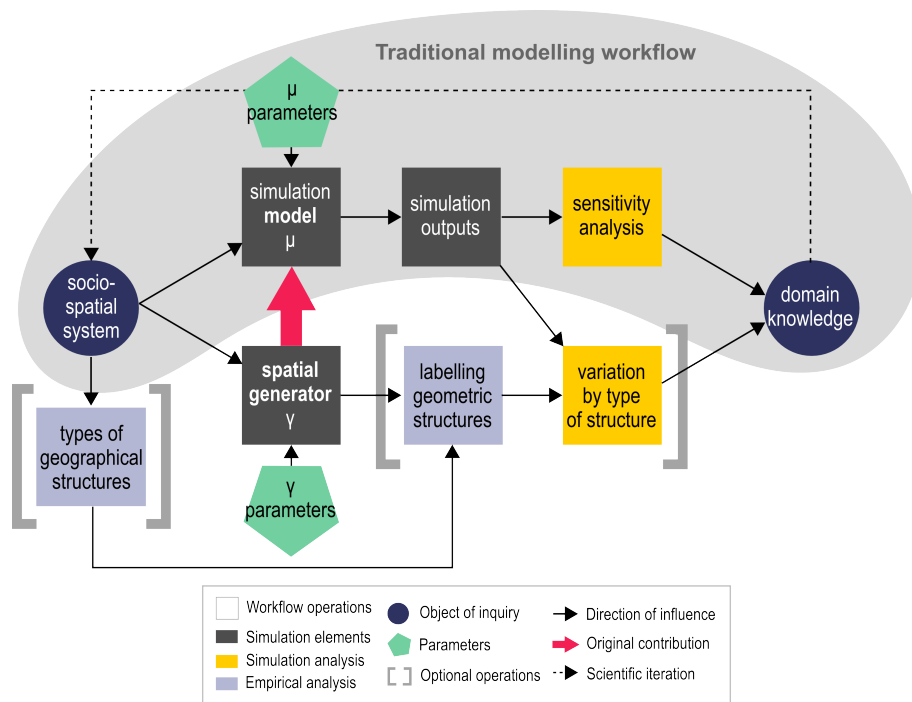 Traditional modelling workflow
μ
parameters
simulation
model
μ
simulation
outputs
sensitivity
analysis
socio-
spatial
system
domain
knowledge
spatial
generator
γ
labelling
geometric
structures
variation
by type
of structure
types of
geographical
structures
γ
parameters
Workflow operations
Simulation elements
Simulation analysis
Empirical analysis
Object of inquiry
Parameters
Optional operations
Direction of influence
Original contribution
Scientific iteration